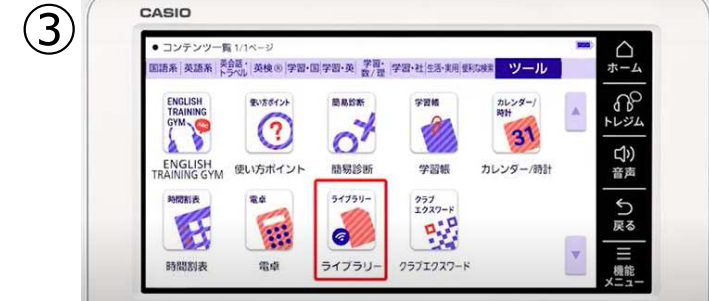 ③
CASIO
● コンテンツ一覧 1/1ページ
国語系 英語系 英会話・トラベル 英検® 学習・国 学習・英 学習・数/理 学習・社 生活・実用 便利な検索 ツール
ENGLISH
TRAINING
GYM
使い方ポイント
簡易診断
学習帳
カレンダー/
時計
31
ENGLISH
TRAINING GYM
使い方ポイント
簡易診断
学習帳
カレンダー/時計
時間割表
電卓
ライブラリー
クラブ
エクスワード
時間割表
電卓
ライブラリー
クラブエクスワード
ホーム
トレジム
音声
戻る
機能
メニュー